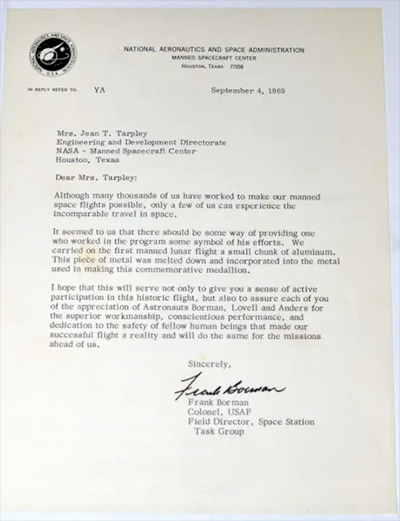 NATIONAL AERONAUTICS AND SPACE ADMINISTRATION
MANNED SPACECRAFT CENTER
HOUSTON, TEXAS 77058
IN REPLY REFER TO: YA
September 4, 1969
Mrs. Jean T. Tarpley
Engineering and Development Directorate
NASA - Manned Spacecraft Center
Houston, Texas
Dear Mrs. Tarpley:
Although many thousands of us have worked to make our manned
space flights possible, only a few of us can experience the
incomparable travel in space.
It seemed to us that there should be some way of providing one
who worked in the program some symbol of his efforts. We
carried on the first manned lunar flight a small chunk of aluminum.
This piece of metal was melted down and incorporated into the metal
used in making this commemorative medallion.
I hope that this will serve not only to give you a sense of active
participation in this historic flight, but also to assure each of you
of the appreciation of Astronauts Borman, Lovell and Anders for
the superior workmanship, conscientious performance, and
dedication to the safety of fellow human beings that made our
successful flight a reality and will do the same for the missions
ahead of us.
Sincerely,
Frank Borman
Frank Borman
Colonel, USAF
Field Director, Space Station
Task Group